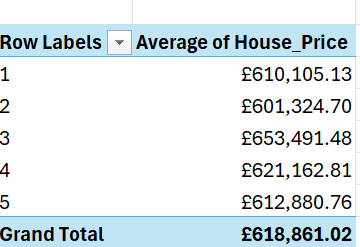 Row Labels Average of House_Price
1 £610,105.13
2 £601,324.70
3 £653,491.48
4 £621,162.81
5 £612,880.76
Grand Total £618,861.02